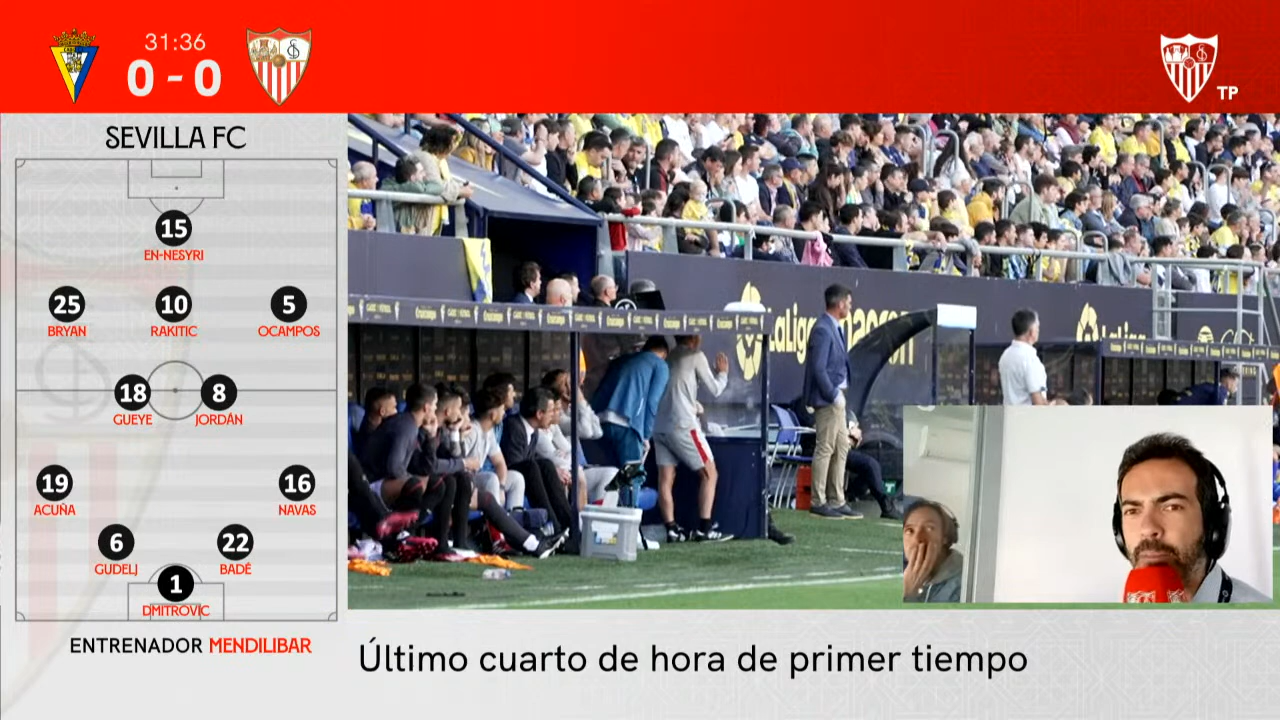 31:36
0 - 0
TP
SEVILLA FC
15
EN-NESYRI
25
BRYAN
10
RAKITIC
5
OCAMPOS
18
GUEYE
8
JORDÁN
19
ACUÑA
16
NAVAS
6
GUDELJ
22
BADÉ
1
DMITROVIC
ENTRENADOR MENDILIBAR
LaLiga
LaLiga
Último cuarto de hora de primer tiempo